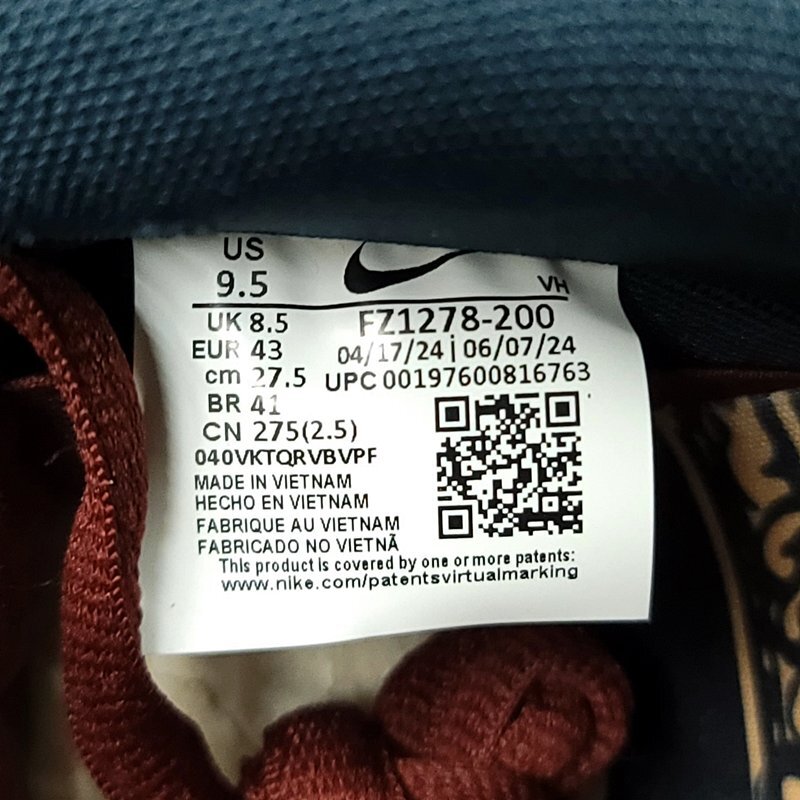 US
9.5
VH
UK 8.5
FZ1278-200
EUR 43
04/17/24 | 06/07/24
cm 27.5
UPC 00197600816763
BR 41
CN 275(2.5)
040VKTQRVBVPF
MADE IN VIETNAM
HECHO EN VIETNAM
FABRIQUE AU VIETNAM
FABRICADO NO VIETNÃ
This product is covered by one or more patents:
www.nike.com/patentsvirtualmarking